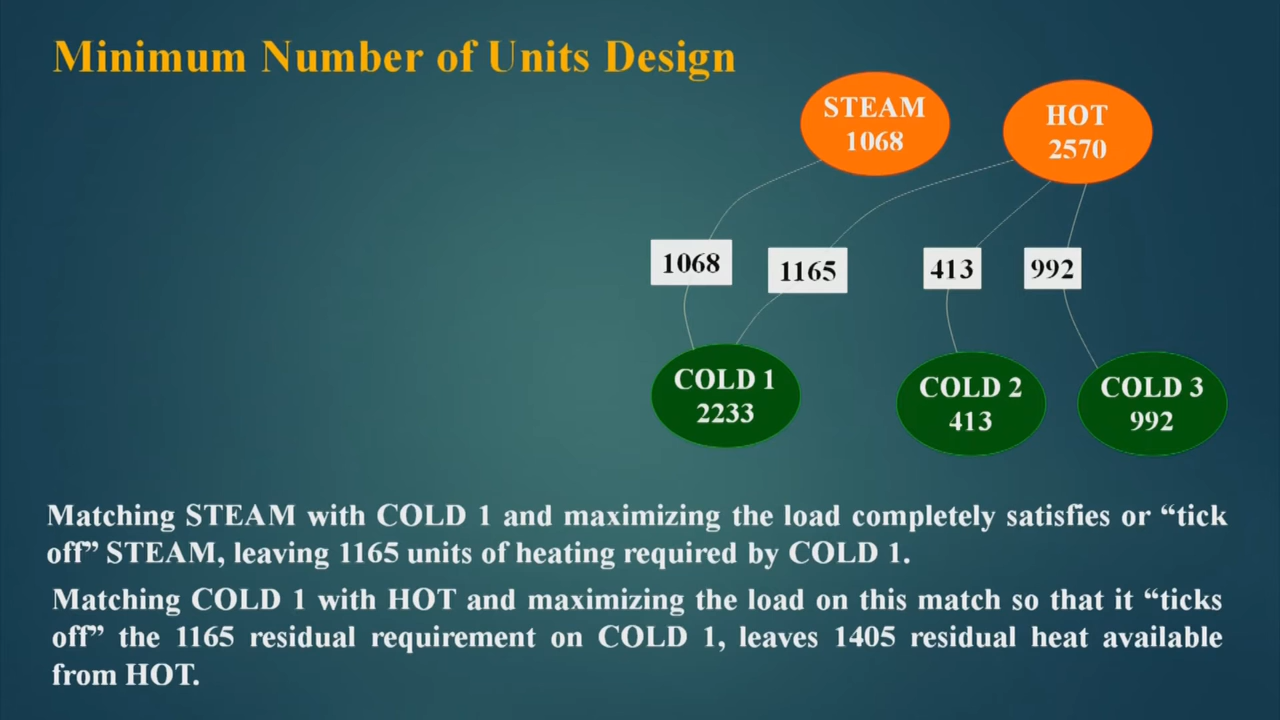 Minimum Number of Units Design
STEAM
1068
HOT
2570
1068
1165
413
992
COLD 1
2233
COLD 2
413
COLD 3
992
Matching STEAM with COLD 1 and maximizing the load completely satisfies or “tick
off” STEAM, leaving 1165 units of heating required by COLD 1.
Matching COLD 1 with HOT and maximizing the load on this match so that it “ticks
off” the 1165 residual requirement on COLD 1, leaves 1405 residual heat available
from HOT.